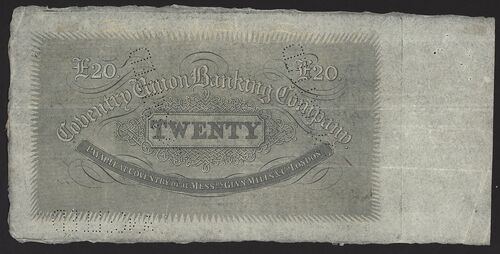 £20. £20.
Coventry Union Banking Company
TWENTY
PAYABLE AT COVENTRY OR AT MESSRS GLYN MILLS & CO LONDON